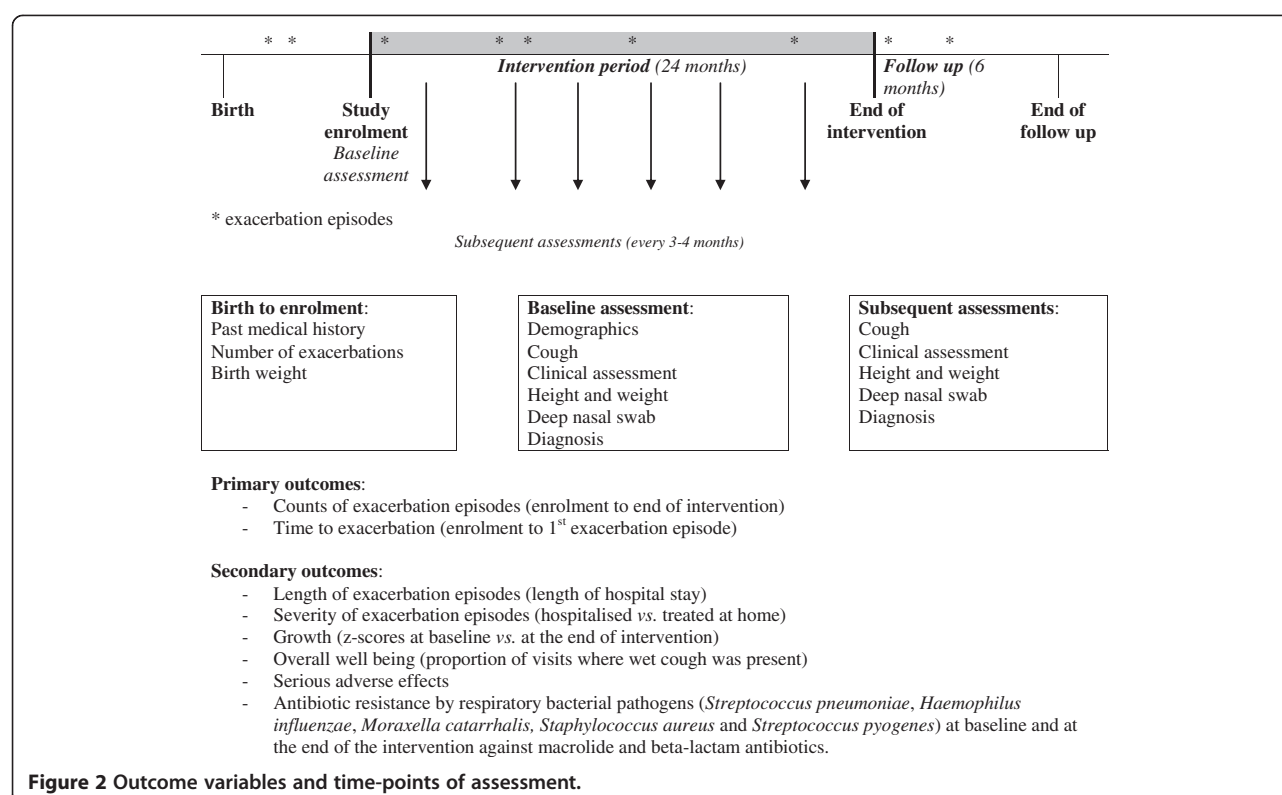 * * * * * * * * *
Intervention period (24 months)
Follow up (6
months)
Birth
Study
enrolment
Baseline
assessment
End of
intervention
End of
follow up
* exacerbation episodes
Subsequent assessments (every 3-4 months)
Birth to enrolment:
Past medical history
Number of exacerbations
Birth weight
Baseline assessment:
Demographics
Cough
Clinical assessment
Height and weight
Deep nasal swab
Diagnosis
Subsequent assessments:
Cough
Clinical assessment
Height and weight
Deep nasal swab
Diagnosis
Primary outcomes:
- Counts of exacerbation episodes (enrolment to end of intervention)
- Time to exacerbation (enrolment to 1st exacerbation episode)
Secondary outcomes:
- Length of exacerbation episodes (length of hospital stay)
- Severity of exacerbation episodes (hospitalised vs. treated at home)
- Growth (z-scores at baseline vs. at the end of intervention)
- Overall well being (proportion of visits where wet cough was present)
- Serious adverse effects
- Antibiotic resistance by respiratory bacterial pathogens (Streptococcus pneumoniae, Haemophilus
influenzae, Moraxella catarrhalis, Staphylococcus aureus and Streptococcus pyogenes) at baseline and at
the end of the intervention against macrolide and beta-lactam antibiotics.
Figure 2 Outcome variables and time-points of assessment.